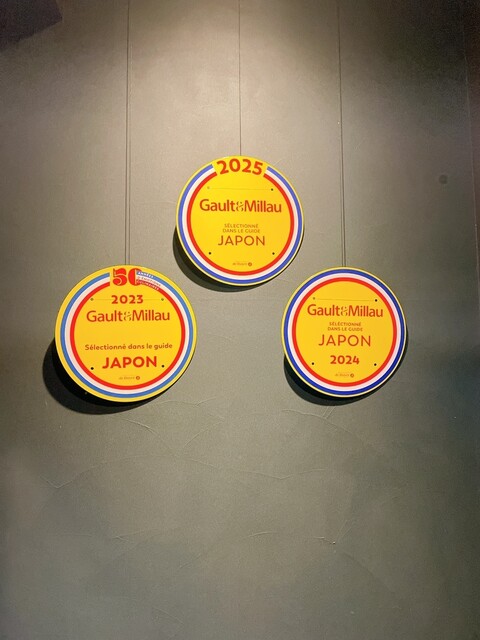 2025
Gault&Millau
SÉLECTIONNÉ
DANS LE GUIDE
JAPON
50
2023
Gault&Millau
Sélectionné dans le guide
JAPON
Gault&Millau
SÉLECTIONNÉ
DANS LE GUIDE
JAPON
2024